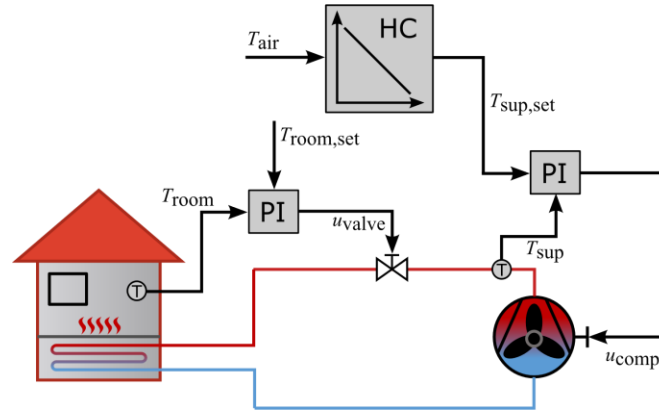 HC
T_air
T_sup,set
T_room,set
PI
T_room
PI
u_valve
T_sup
T
T
u_comp